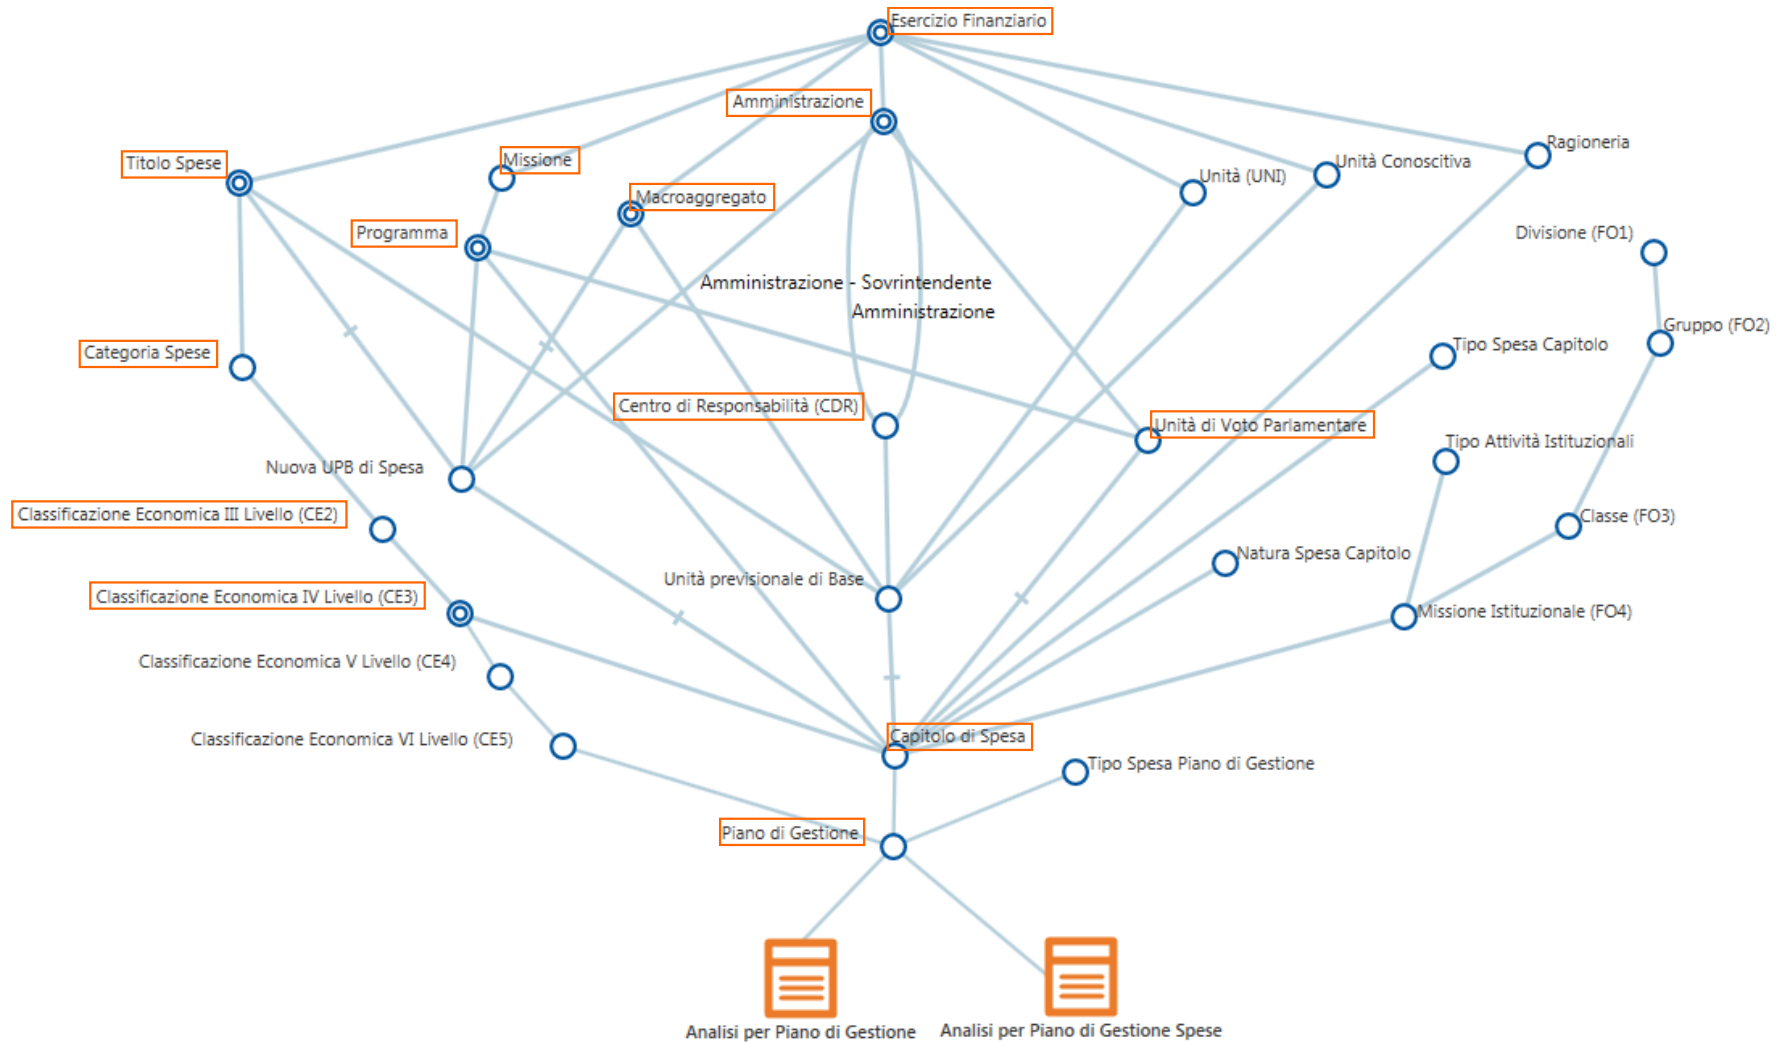 Esercizio Finanziario
Amministrazione
Ragioneria
Titolo Spese
Missione
Unità Conoscitiva
Unità (UNI)
Macroaggregato
Programma
Divisione (FO1)
Amministrazione - Sovrintendente
Amministrazione
Gruppo (FO2)
Categoria Spese
Tipo Spesa Capitolo
Centro di Responsabilità (CDR)
Unità di Voto Parlamentare
Tipo Attività Istituzionali
Nuova UPB di Spesa
Classificazione Economica III Livello (CE2)
Classe (FO3)
Natura Spesa Capitolo
Unità previsionale di Base
Classificazione Economica IV Livello (CE3)
Missione Istituzionale (FO4)
Classificazione Economica V Livello (CE4)
Classificazione Economica VI Livello (CE5)
Capitolo di Spesa
Tipo Spesa Piano di Gestione
Piano di Gestione
Analisi per Piano di Gestione
Analisi per Piano di Gestione Spese